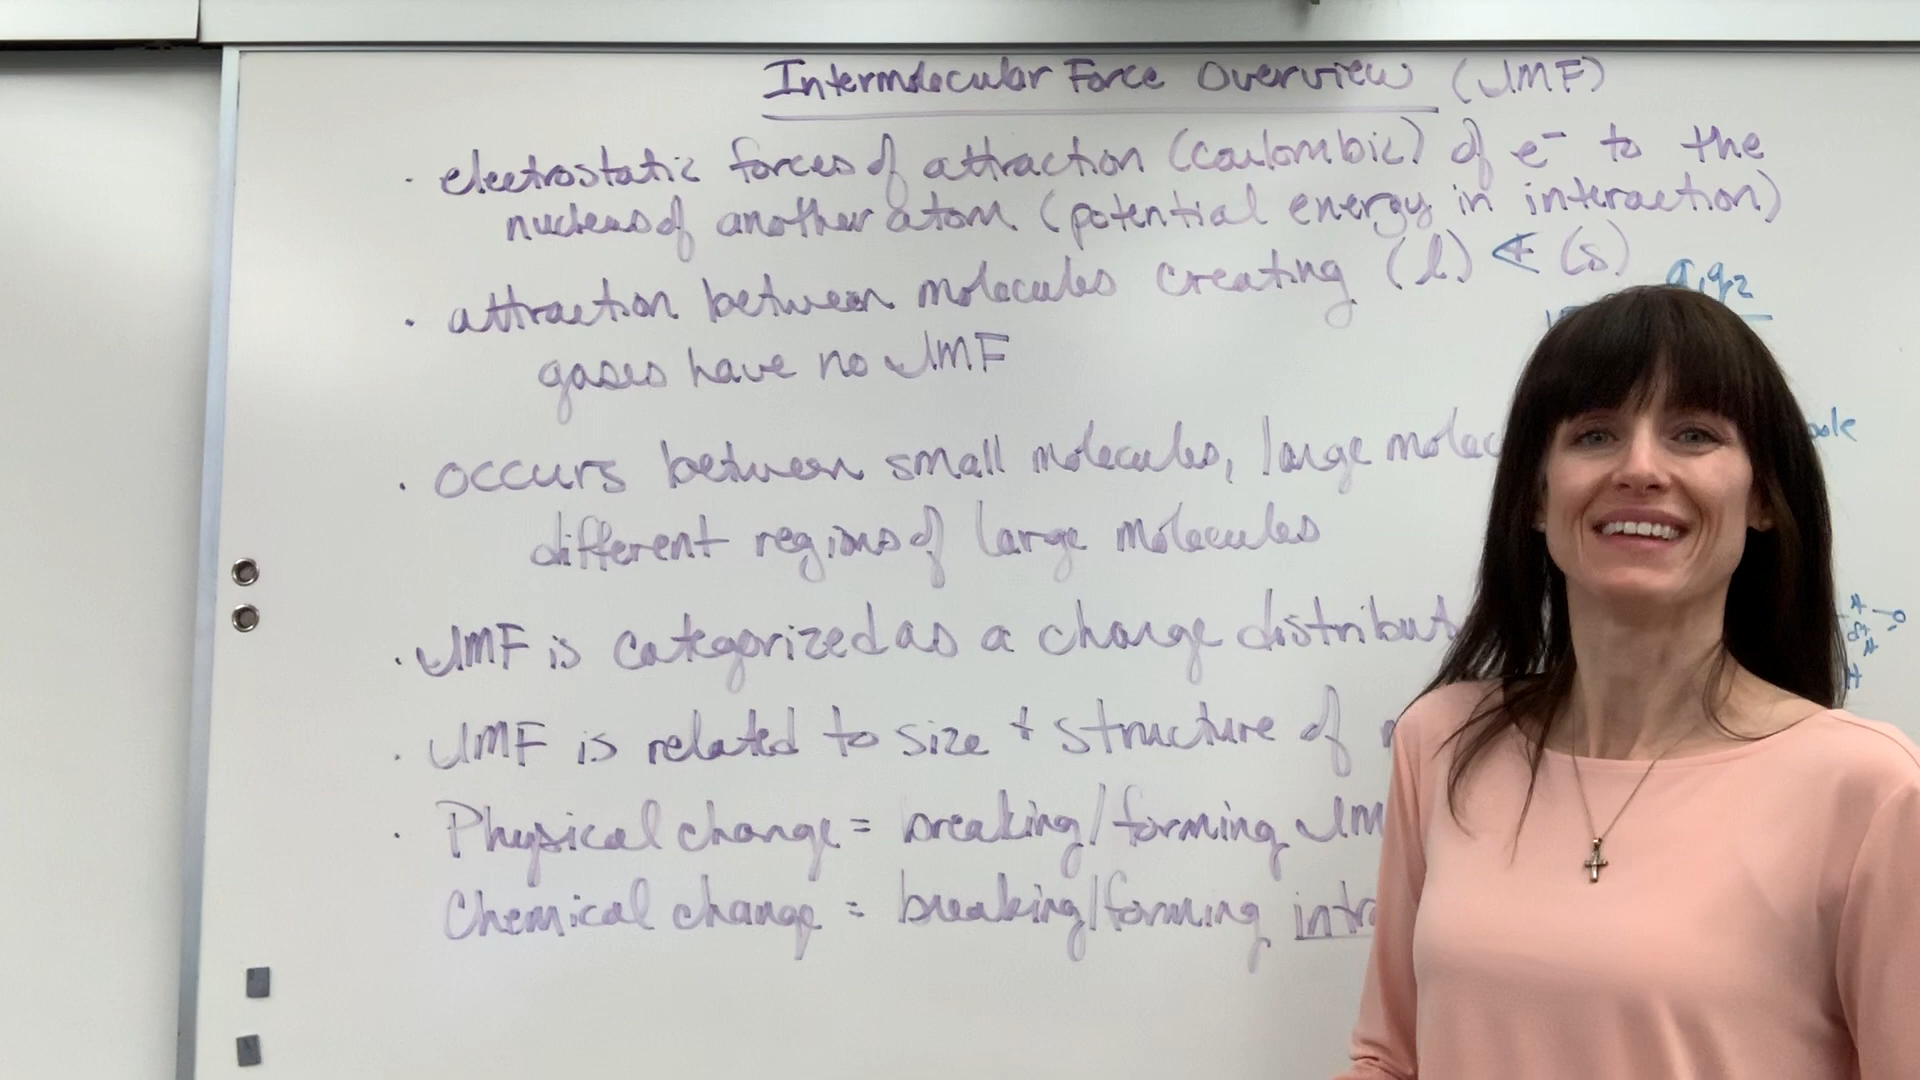 Intermolecular Force Overview (IMF)
· electrostatic forces of attraction (coulombic) of e⁻ to the
nucleus of another atom (potential energy in interaction)
· attraction between molecules creating (l) & (s)
q₁q₂
gases have no IMF
· occurs between small molecules, large molec
pole
different regions of large molecules
· IMF is categorized as a charge distribut
· IMF is related to size + structure of
· Physical change = breaking/forming IM
Chemical change = breaking/forming intr